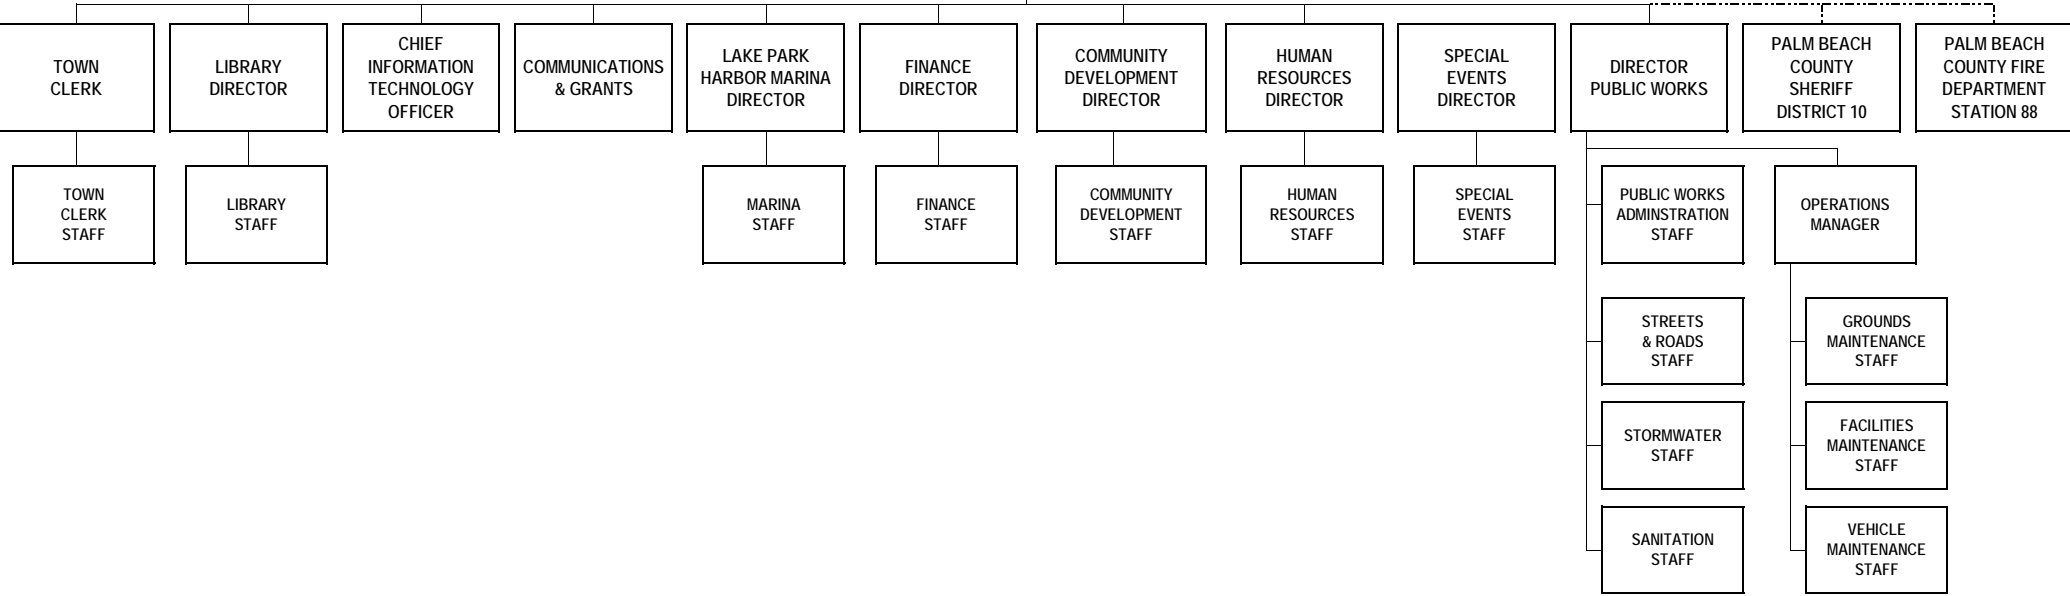 TOWN
CLERK
LIBRARY
DIRECTOR
CHIEF
INFORMATION
TECHNOLOGY
OFFICER
COMMUNICATIONS
& GRANTS
LAKE PARK
HARBOR MARINA
DIRECTOR
FINANCE
DIRECTOR
COMMUNITY
DEVELOPMENT
DIRECTOR
HUMAN
RESOURCES
DIRECTOR
SPECIAL
EVENTS
DIRECTOR
DIRECTOR
PUBLIC WORKS
PALM BEACH
COUNTY
SHERIFF
DISTRICT 10
PALM BEACH
COUNTY FIRE
DEPARTMENT
STATION 88
TOWN
CLERK
STAFF
LIBRARY
STAFF
MARINA
STAFF
FINANCE
STAFF
COMMUNITY
DEVELOPMENT
STAFF
HUMAN
RESOURCES
STAFF
SPECIAL
EVENTS
STAFF
PUBLIC WORKS
ADMINSTRATION
STAFF
OPERATIONS
MANAGER
STREETS
& ROADS
STAFF
GROUNDS
MAINTENANCE
STAFF
STORMWATER
STAFF
FACILITIES
MAINTENANCE
STAFF
SANITATION
STAFF
VEHICLE
MAINTENANCE
STAFF